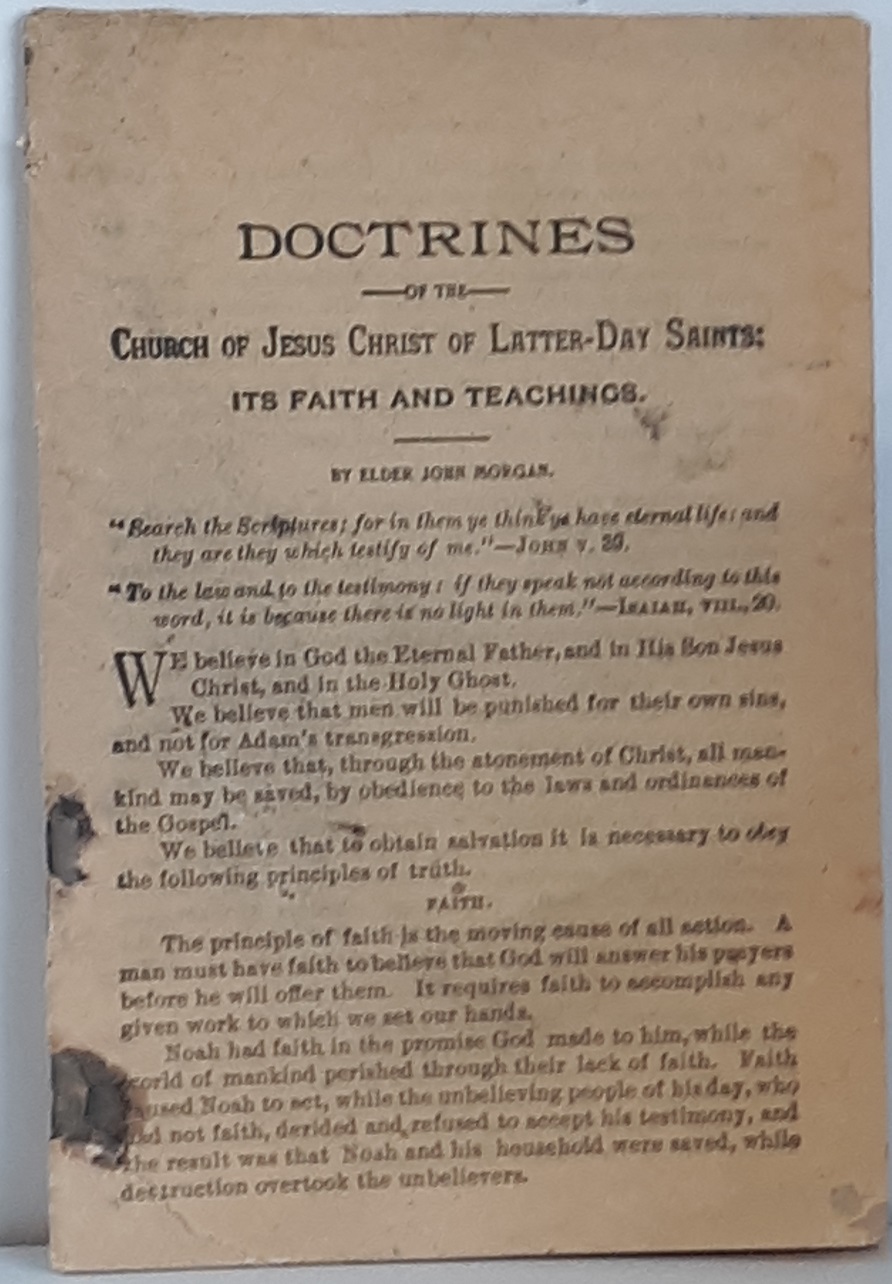 DOCTRINES
OF THE
CHURCH OF JESUS CHRIST OF LATTER-DAY SAINTS:
ITS FAITH AND TEACHINGS.
BY ELDER JOHN MORGAN.
"Search the Scriptures; for in them ye think ye have eternal life: and
they are they which testify of me."—JOHN V. 39.
"To the law and to the testimony: if they speak not according to this
word, it is because there is no light in them."—ISAIAH, VIII., 20.
WE believe in God the Eternal Father, and in His Son Jesus
Christ, and in the Holy Ghost.
We believe that men will be punished for their own sins,
and not for Adam's transgression.
We believe that, through the atonement of Christ, all man-
kind may be saved, by obedience to the laws and ordinances of
the Gospel.
We believe that to obtain salvation it is necessary to obey
the following principles of truth.
FAITH.
The principle of faith is the moving cause of all action. A
man must have faith to believe that God will answer his prayers
before he will offer them. It requires faith to accomplish any
given work to which we set our hands.
Noah had faith in the promise God made to him, while the
world of mankind perished through their lack of faith. Faith
caused Noah to act, while the unbelieving people of his day, who
had not faith, derided and refused to accept his testimony, and
the result was that Noah and his household were saved, while
destruction overtook the unbelievers.